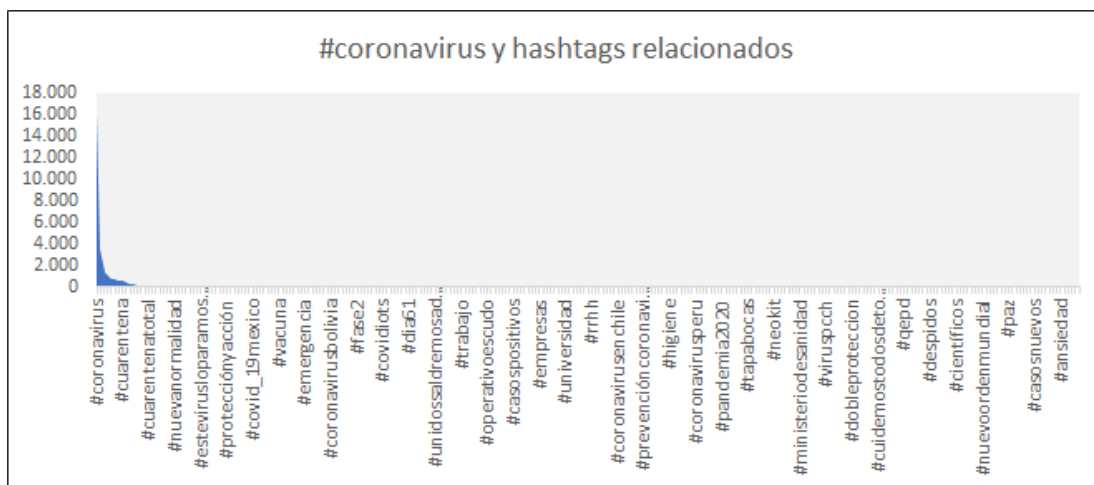 #coronavirus y hashtags relacionados
18.000
16.000
14.000
12.000
10.000
8.000
6.000
4.000
2.000
0
#coronavirus
#cuarentena
#cuarentenatotal
#nuevanormalidad
#estevirusloparamos...
#protecciónyacción
#covid_19mexico
#vacuna
#emergencia
#coronavirusbolivia
#fase2
#covidiots
#dia61
#unidossaldremosad...
#trabajo
#operativoescudo
#casospositivos
#empresas
#universidad
#rrhh
#coronavirusenchile
#prevencióncoronavi...
#higiene
#coronavirusperu
#pandemia2020
#tapabocas
#neokit
#ministeriodesanidad
#viruspcch
#dobleproteccion
#cuidemostodosdeto...
#qepd
#despidos
#científicos
#nuevoordenmundial
#paz
#casosnuevos
#ansiedad